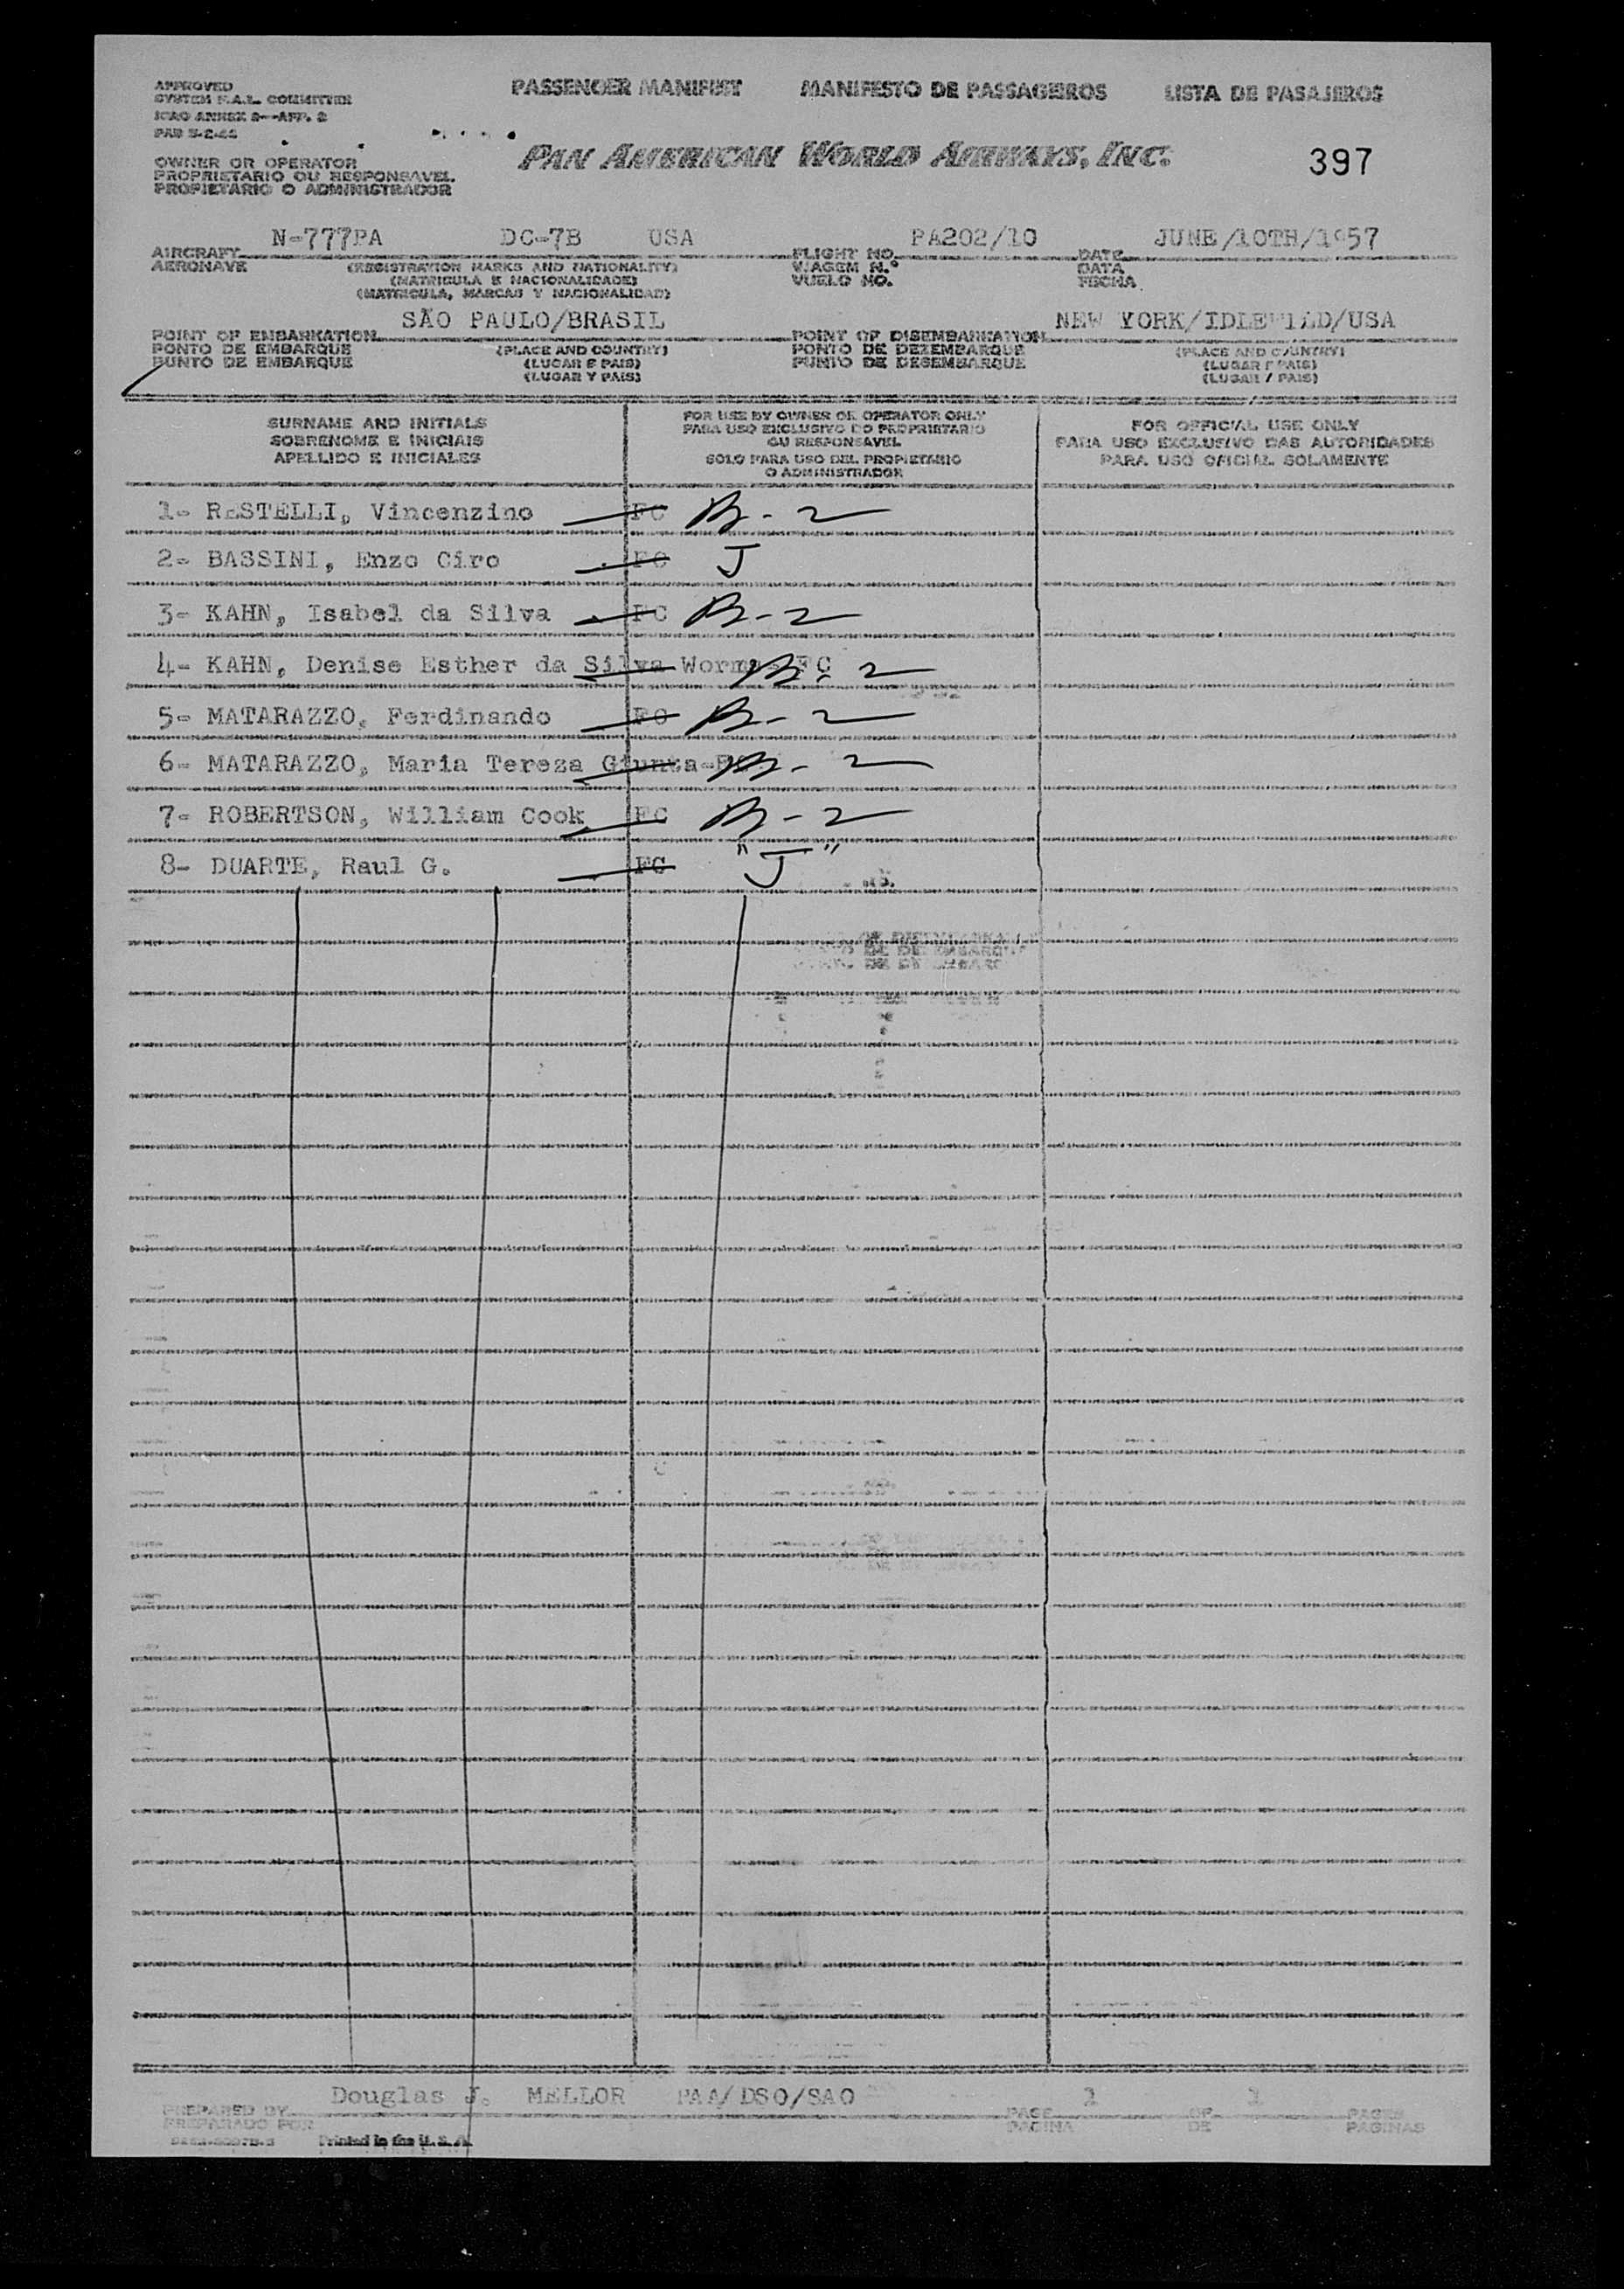 APPROVED
SYSTEM F.A.L. COMMITTEE
ICAO ANNEX 9—APP. 2
PASSENGER MANIFEST MANIFESTO DE PASSAGEIROS LISTA DE PASAJEROS
OWNER OR OPERATOR
PROPRIETARIO OU RESPONSAVEL
PROPIETARIO O ADMINISTRADOR
PAN AMERICAN WORLD AIRWAYS, INC. 397
N-777PA DC-7B USA PA202/10 JUNE/10TH/1957
AIRCRAFT FLIGHT NO. DATE
AERONAVE (REGISTRATION MARKS AND NATIONALITY) VIAGEM N.º DATA
(MATRICULA E NACIONALIDADE) VUELO NO. FECHA
(MATRICULA, MARCAS Y NACIONALIDAD)
SÃO PAULO/BRASIL NEW YORK/IDLEWILD/USA
POINT OF EMBARKATION POINT OF DISEMBARKATION
PONTO DE EMBARQUE (PLACE AND COUNTRY) PONTO DE DEZEMBARQUE (PLACE AND COUNTRY)
PUNTO DE EMBARQUE (LUGAR E PAIS) PUNTO DE DESEMBARQUE (LUGAR E PAIS)
(LUGAR Y PAIS) (LUGAR Y PAIS)
SURNAME AND INITIALS
SOBRENOME E INICIAIS
APELLIDO E INICIALES
FOR USE BY OWNER OR OPERATOR ONLY
PARA USO EXCLUSIVO DO PROPRIETARIO
OU RESPONSAVEL
SOLO PARA USO DEL PROPIETARIO
O ADMINISTRADOR
FOR OFFICIAL USE ONLY
PARA USO EXCLUSIVO DAS AUTORIDADES
PARA USO OFICIAL SOLAMENTE
1- RESTELLI, Vincenzino FC B-2
2- BASSINI, Enzo Ciro FC J
3- KAHN, Isabel da Silva FC B-2
4- KAHN, Denise Esther da Silva Worms-FC B-2
5- MATARAZZO, Ferdinando FC B-2
6- MATARAZZO, Maria Tereza Giunta-FC B-2
7- ROBERTSON, William Cook FC B-2
8- DUARTE, Raul G. FC "J"
Douglas J. MELLOR PAA/DSO/SAO 1 1
PREPARED BY PAGE OF PAGES
PREPARADO POR PAGINA DE PAGINAS
Printed in the U.S.A.